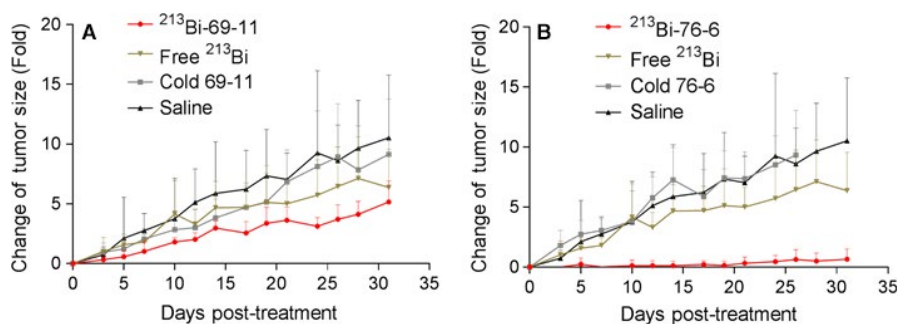 A
²¹³Bi-69-11
Free ²¹³Bi
Cold 69-11
Saline
Change of tumor size (Fold)
20
15
10
5
0
0 5 10 15 20 25 30 35
Days post-treatment
B
²¹³Bi-76-6
Free ²¹³Bi
Cold 76-6
Saline
Change of tumor size (Fold)
20
15
10
5
0
0 5 10 15 20 25 30 35
Days post-treatment